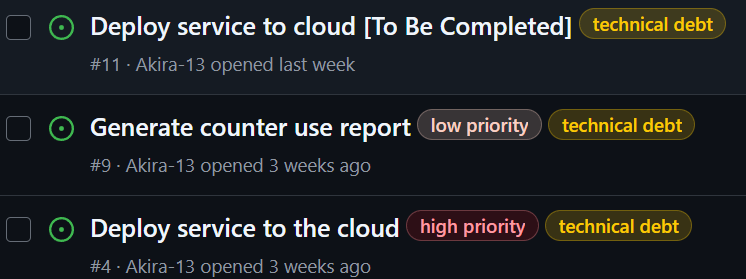 Deploy service to cloud [To Be Completed] technical debt
#11 · Akira-13 opened last week
Generate counter use report low priority technical debt
#9 · Akira-13 opened 3 weeks ago
Deploy service to the cloud high priority technical debt
#4 · Akira-13 opened 3 weeks ago